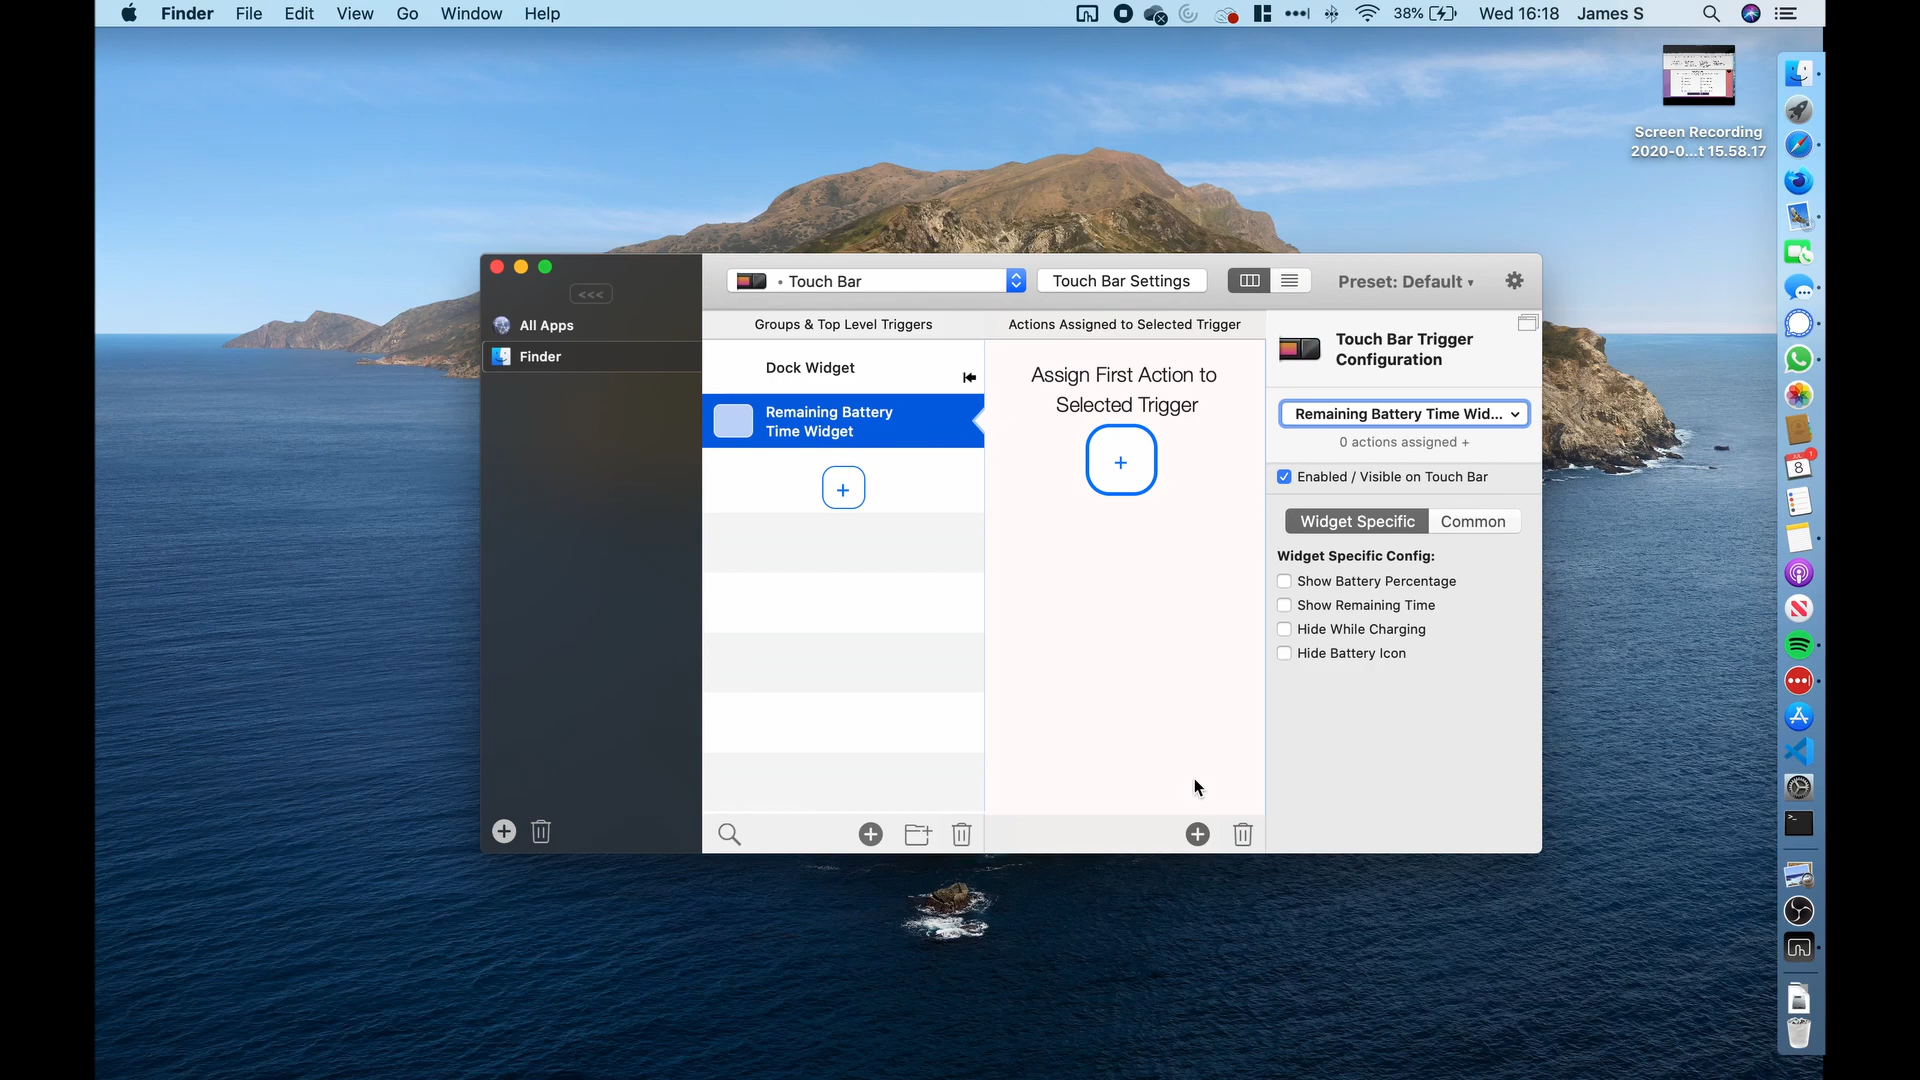 Finder File Edit View Go Window Help 38% Wed 16:18 James S
Screen Recording
2020-0...t 15.58.17
<<<
All Apps
Finder
• Touch Bar
Touch Bar Settings
Preset: Default ▾
Groups & Top Level Triggers
Actions Assigned to Selected Trigger
Dock Widget
Remaining Battery
Time Widget
+
Assign First Action to
Selected Trigger
+
Touch Bar Trigger
Configuration
Remaining Battery Time Wid...
0 actions assigned +
Enabled / Visible on Touch Bar
Widget Specific
Common
Widget Specific Config:
Show Battery Percentage
Show Remaining Time
Hide While Charging
Hide Battery Icon
JUL
8
1